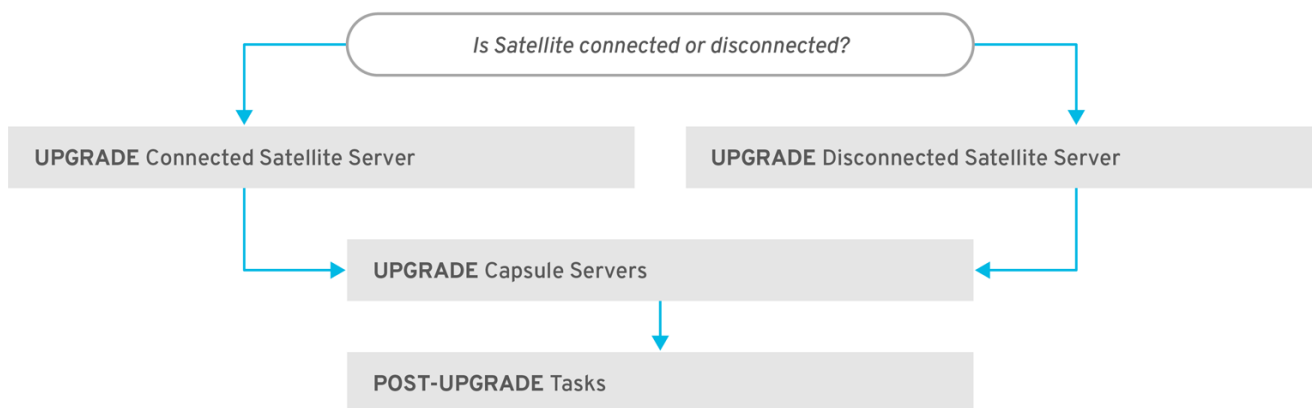 Is Satellite connected or disconnected?
UPGRADE Connected Satellite Server
UPGRADE Disconnected Satellite Server
UPGRADE Capsule Servers
POST-UPGRADE Tasks